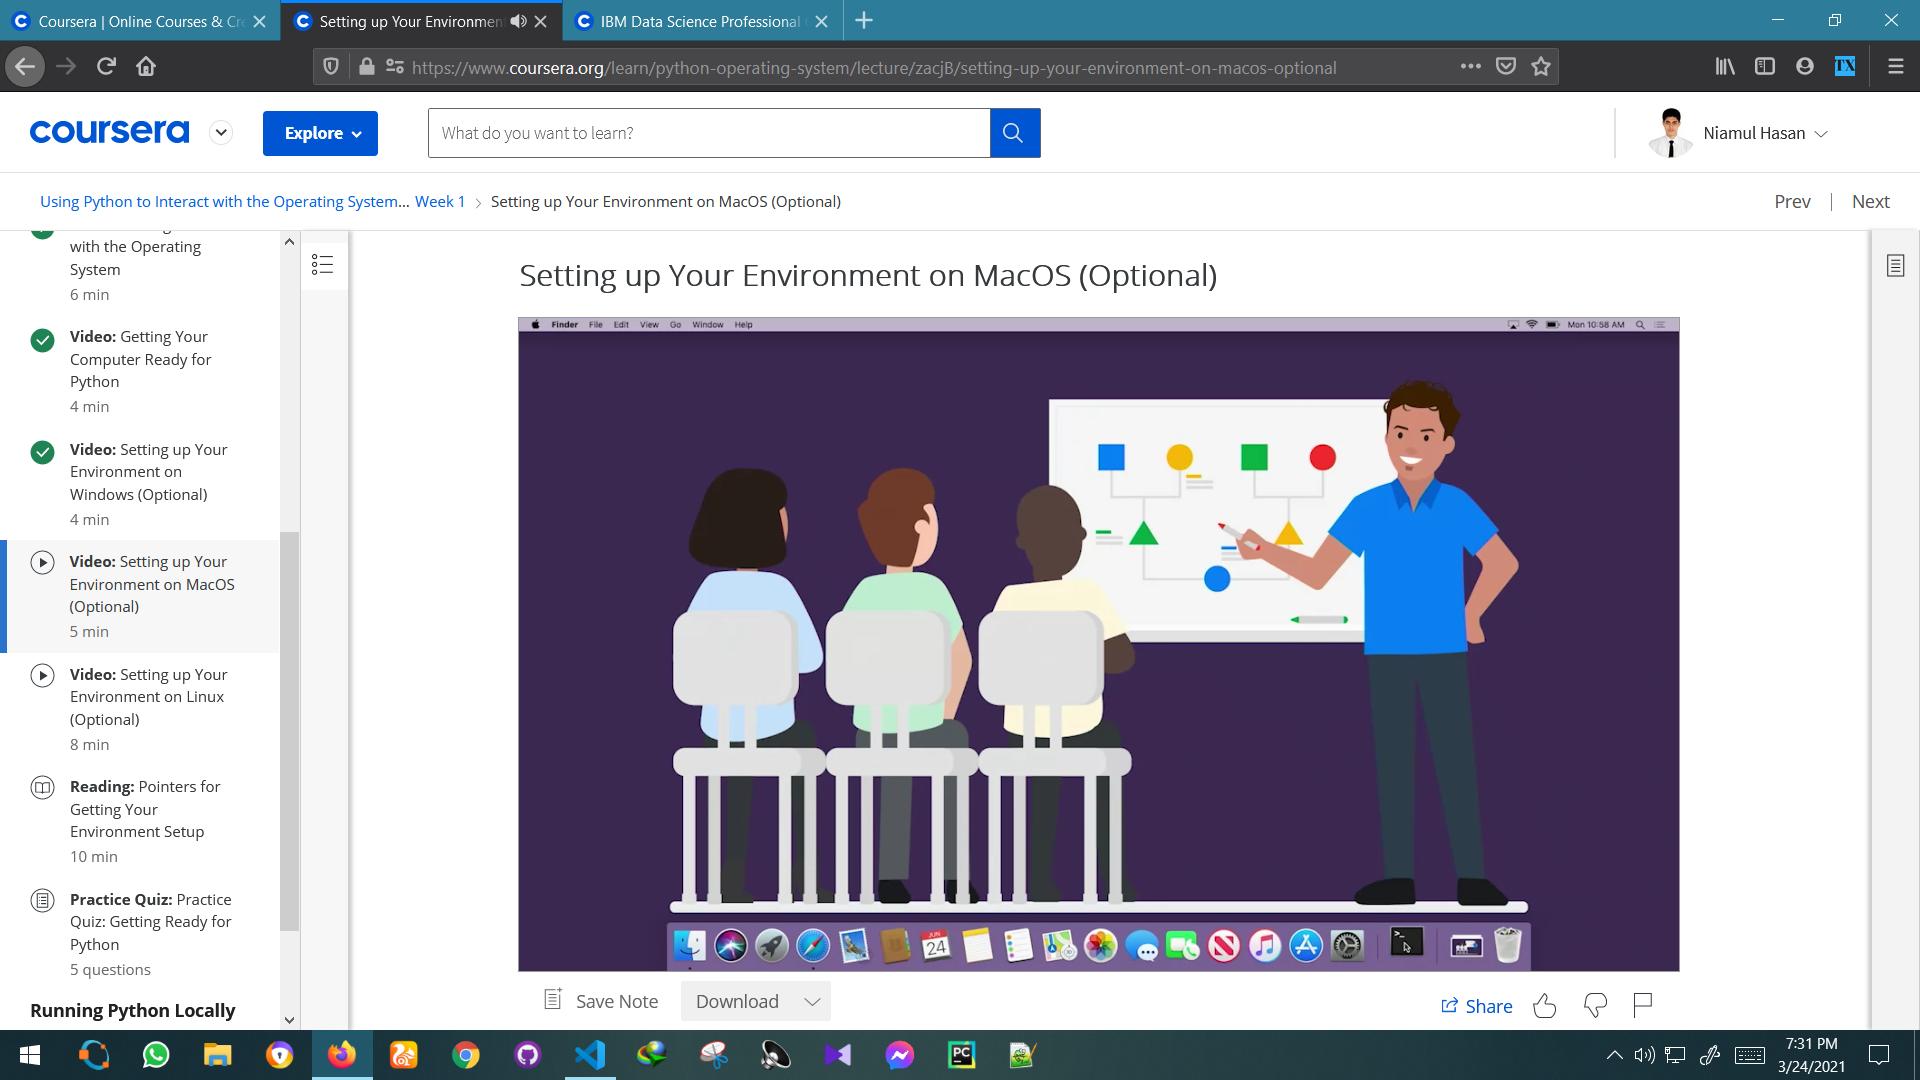 Coursera | Online Courses & Cre
Setting up Your Environmen
IBM Data Science Professional
https://www.coursera.org/learn/python-operating-system/lecture/zacjB/setting-up-your-environment-on-macos-optional
TX
coursera
Explore
What do you want to learn?
Niamul Hasan
Using Python to Interact with the Operating System...
Week 1
Setting up Your Environment on MacOS (Optional)
Prev
Next
with the Operating
System
6 min
Video: Getting Your
Computer Ready for
Python
4 min
Video: Setting up Your
Environment on
Windows (Optional)
4 min
Video: Setting up Your
Environment on MacOS
(Optional)
5 min
Video: Setting up Your
Environment on Linux
(Optional)
8 min
Reading: Pointers for
Getting Your
Environment Setup
10 min
Practice Quiz: Practice
Quiz: Getting Ready for
Python
5 questions
Running Python Locally
Setting up Your Environment on MacOS (Optional)
Finder File Edit View Go Window Help
Mon 10:58 AM
JUN
24
Save Note
Download
Share
PC
7:31 PM
3/24/2021